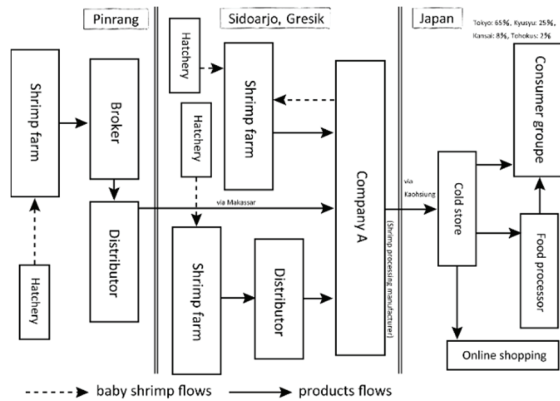 Pinrang
Sidoarjo, Gresik
Japan
Tokyo: 65%, Kyusyu: 25%,
Kansai: 8%, Tohoksn: 2%
Shrimp farm
Broker
Hatchery
Distributor
Hatchery
Shrimp farm
Hatchery
Shrimp farm
Distributor
via Makassar
Company A
(Shrimp processing manufacturer)
via
Kaohsiung
Cold store
Consumer groupe
Food processor
Online shopping
baby shrimp flows
products flows